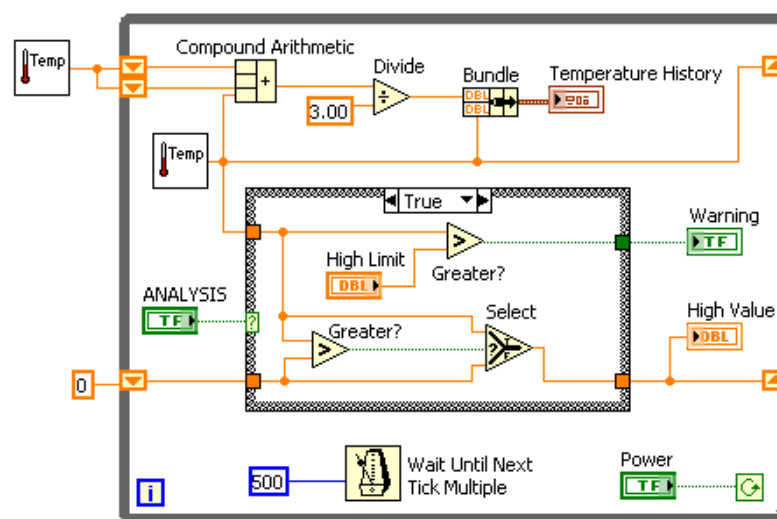 Compound Arithmetic
Temp
Divide
Bundle
Temperature History
DBL
DBL
3.00
Temp
True
Warning
TF
High Limit
DBL
Greater?
ANALYSIS
TF
?
Greater?
Select
?
High Value
DBL
0
i
500
Wait Until Next
Tick Multiple
Power
TF